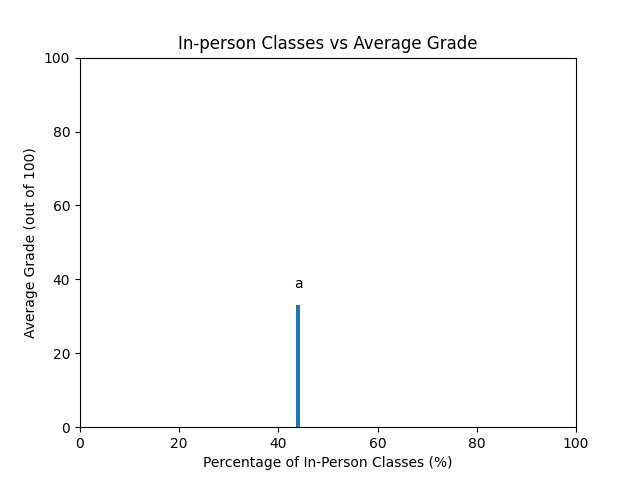 In-person Classes vs Average Grade
100
80
60
40
20
0
Average Grade (out of 100)
a
0 20 40 60 80 100
Percentage of In-Person Classes (%)